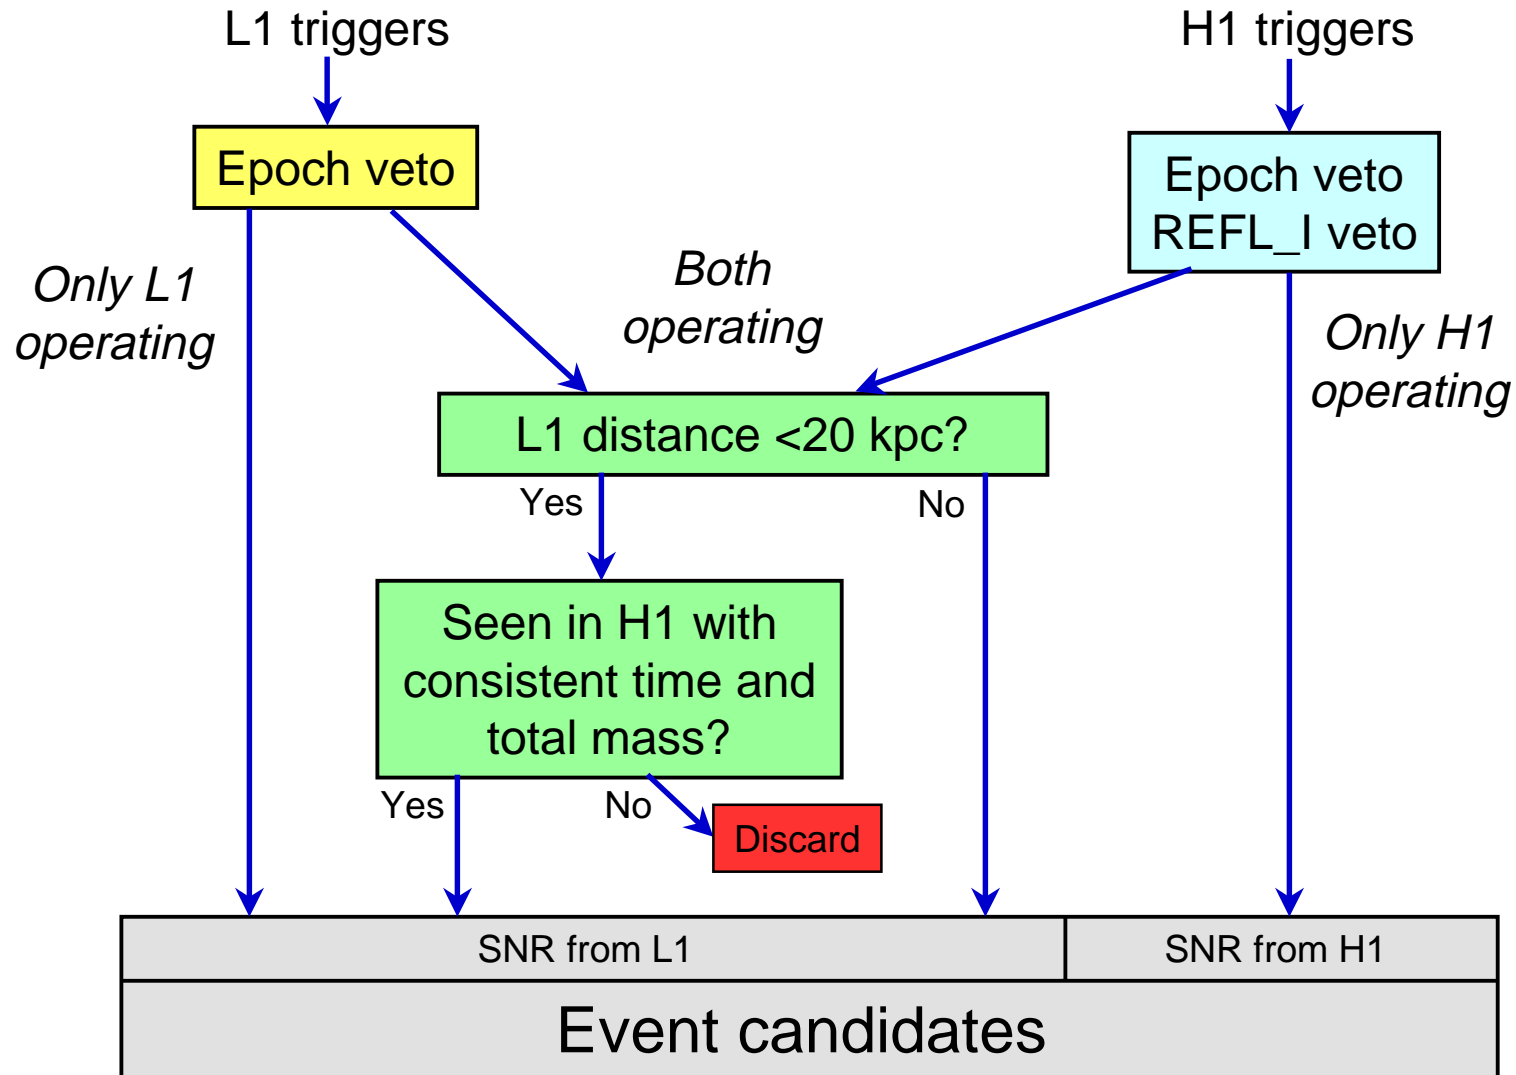 L1 triggers
H1 triggers
Epoch veto
Epoch veto
REFL_I veto
Only L1
operating
Both
operating
Only H1
operating
L1 distance <20 kpc?
Yes
No
Seen in H1 with
consistent time and
total mass?
Yes
No
Discard
SNR from L1
SNR from H1
Event candidates